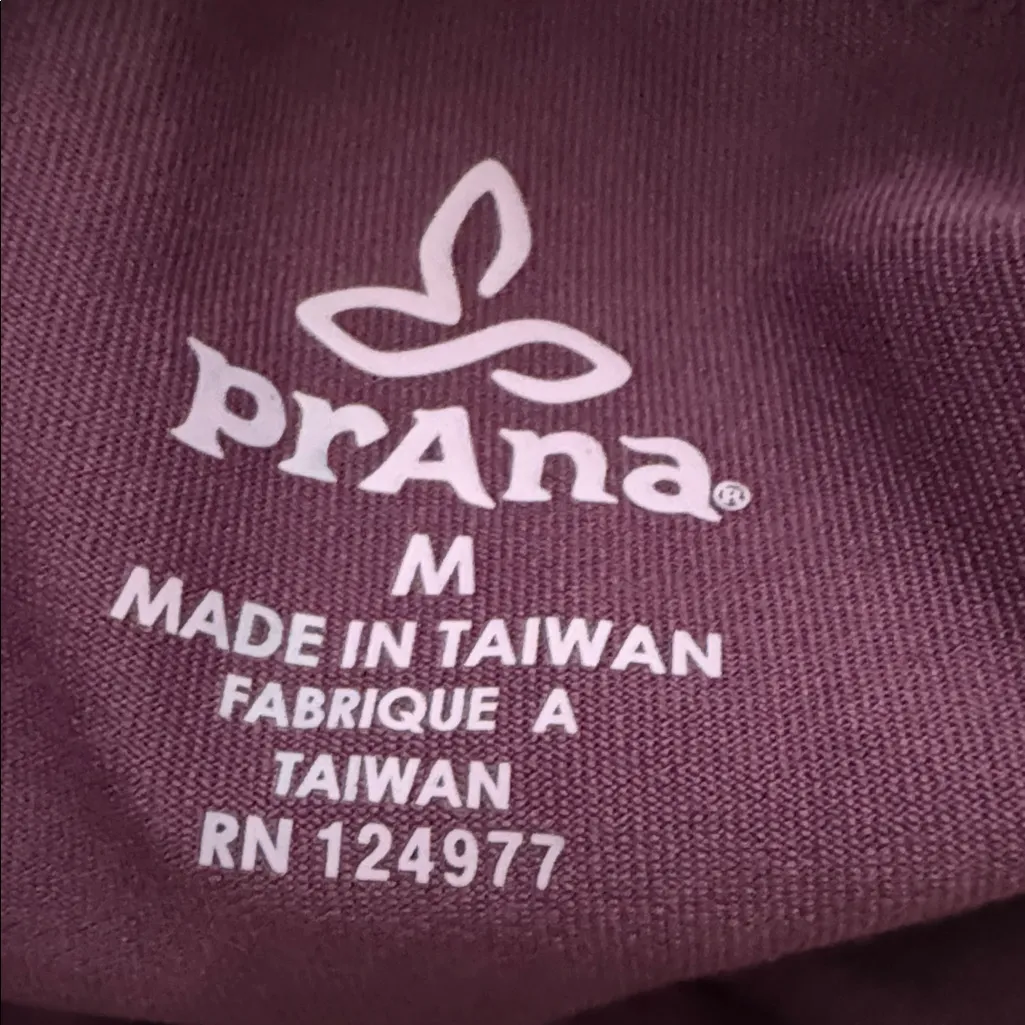 prAna®
M
MADE IN TAIWAN
FABRIQUE A
TAIWAN
RN 124977